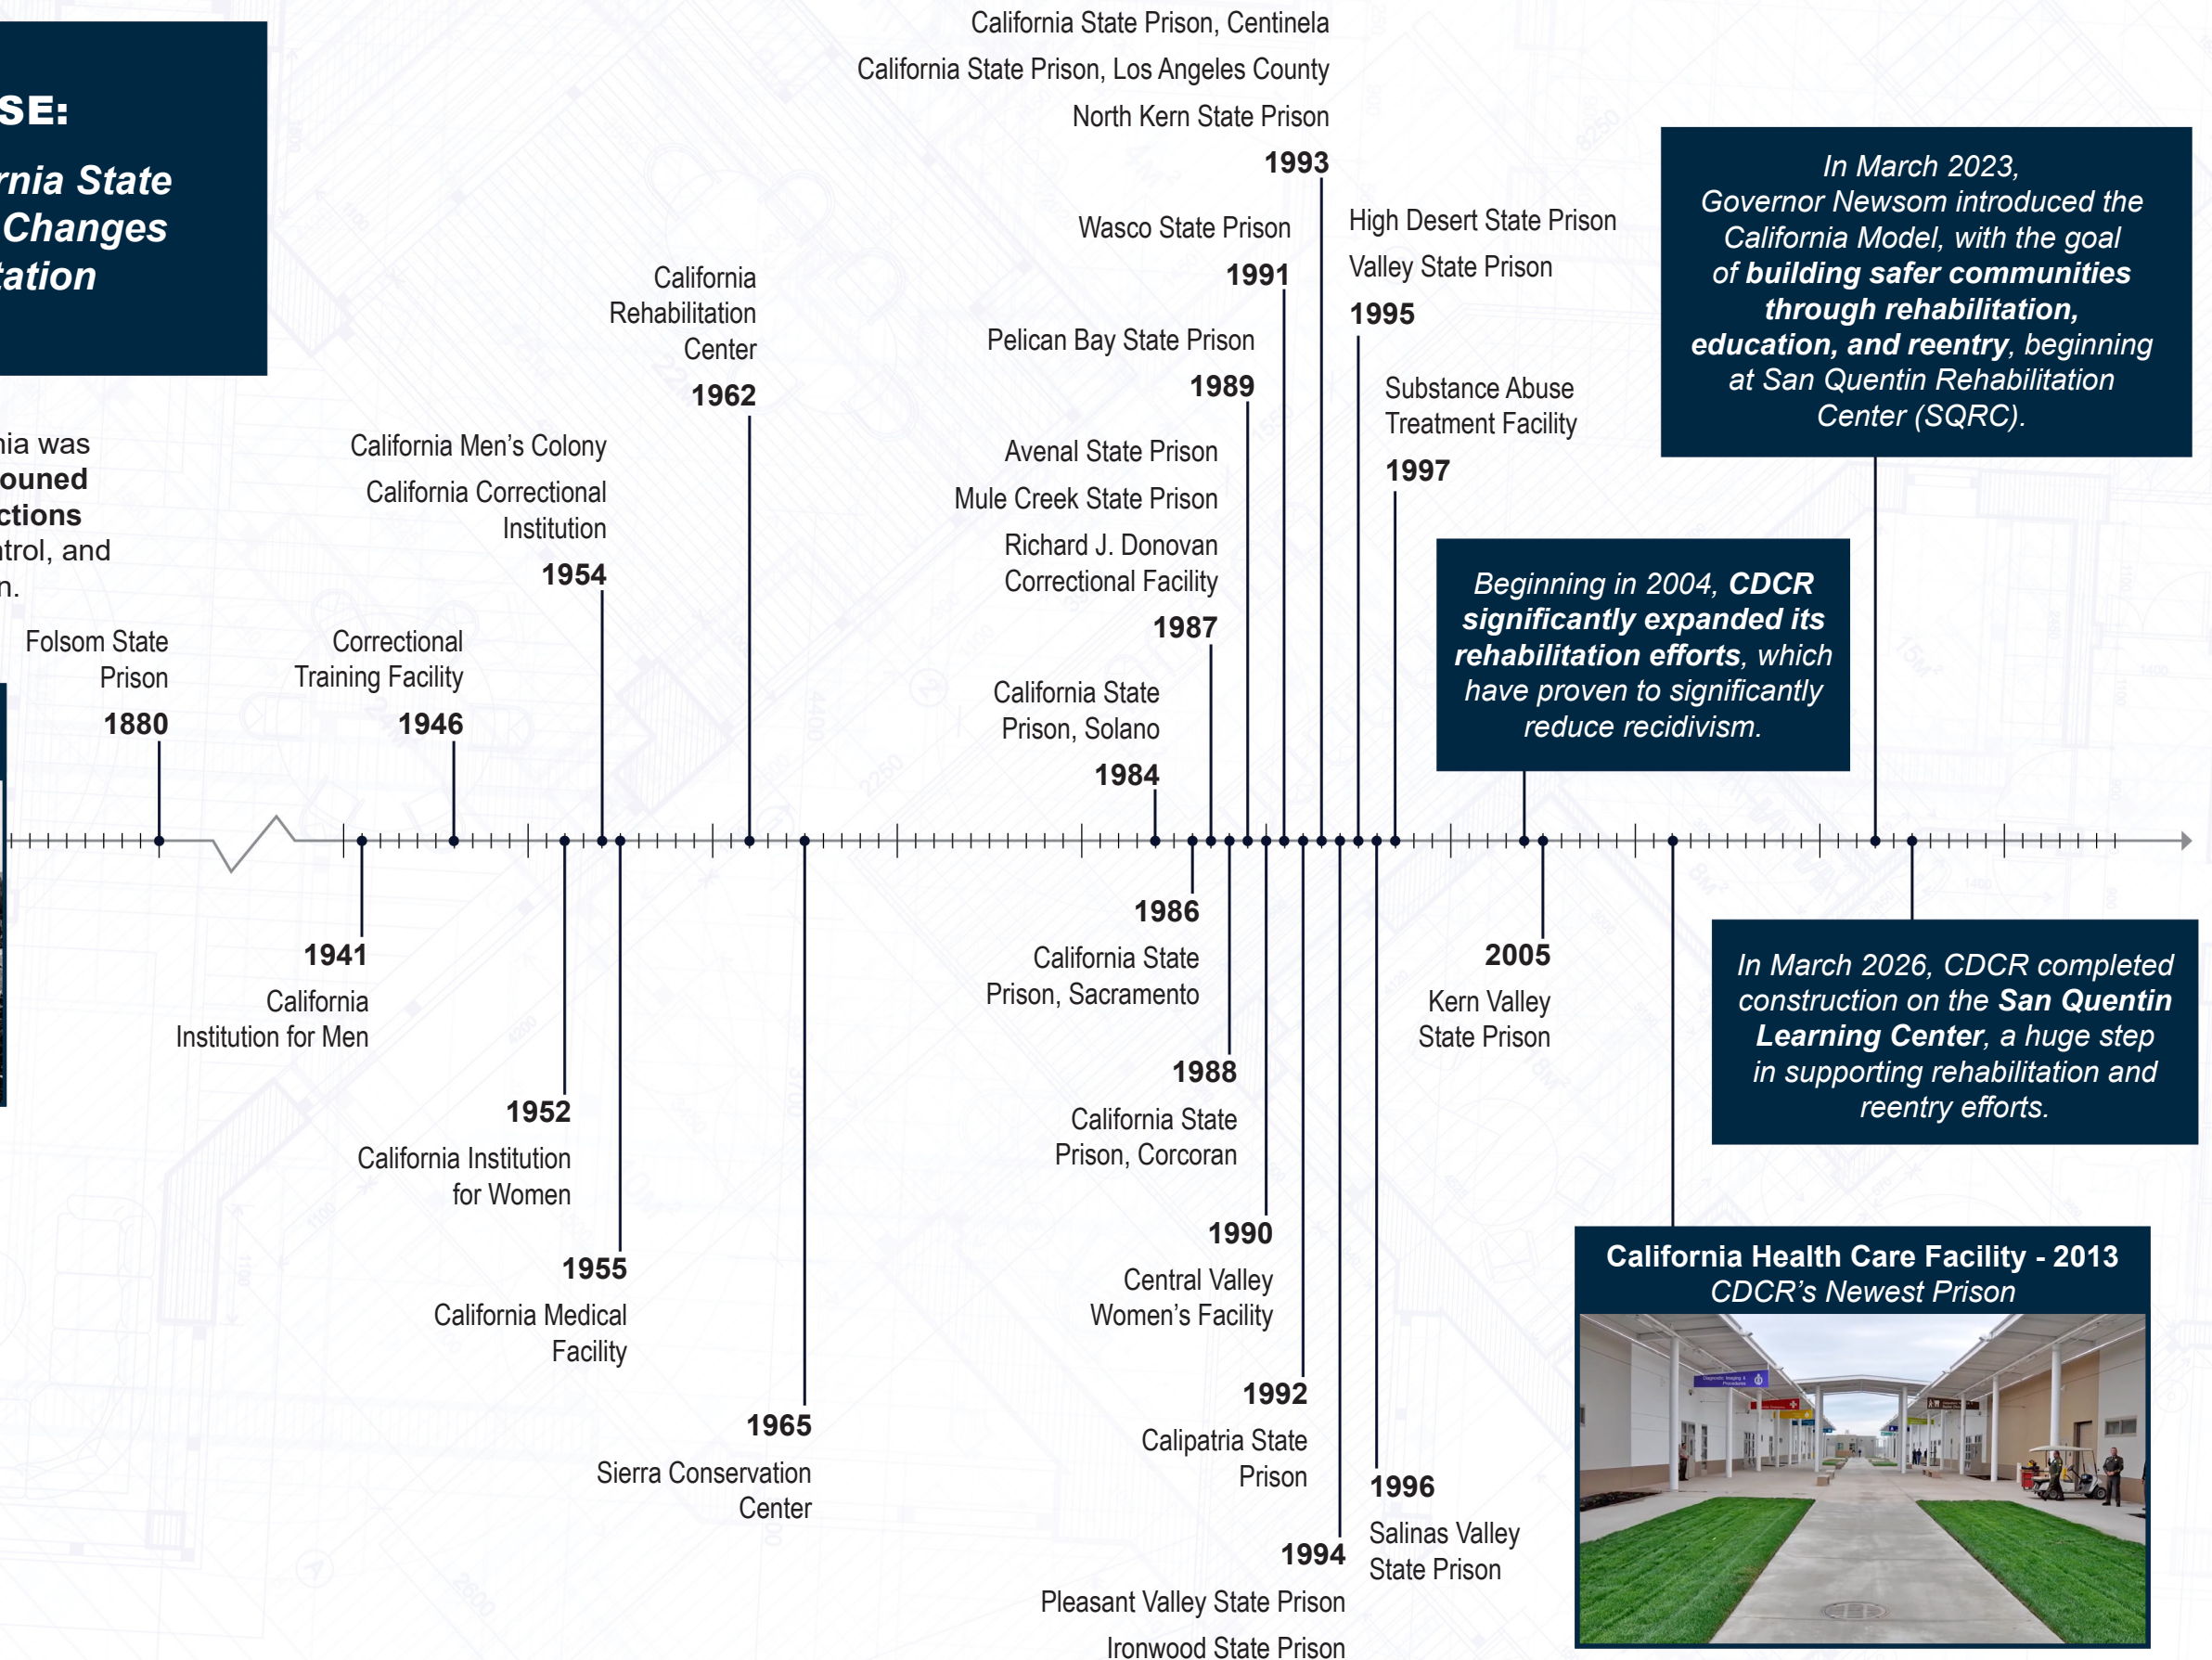 SE:
rnia State
Changes
tation
nia was
ouned
ctions
ntrol, and
n.
Folsom State
Prison
1880
1941
California
Institution for Men
Correctional
Training Facility
1946
1952
California Institution
for Women
California Men's Colony
California Correctional
Institution
1954
1955
California Medical
Facility
California
Rehabilitation
Center
1962
1965
Sierra Conservation
Center
California State
Prison, Solano
1984
1986
California State
Prison, Sacramento
Avenal State Prison
Mule Creek State Prison
Richard J. Donovan
Correctional Facility
1987
1988
California State
Prison, Corcoran
Pelican Bay State Prison
1989
1990
Central Valley
Women's Facility
Wasco State Prison
1991
1992
Calipatria State
Prison
California State Prison, Centinela
California State Prison, Los Angeles County
North Kern State Prison
1993
1994
Pleasant Valley State Prison
Ironwood State Prison
High Desert State Prison
Valley State Prison
1995
1996
Salinas Valley
State Prison
Substance Abuse
Treatment Facility
1997
Beginning in 2004, CDCR
significantly expanded its
rehabilitation efforts, which
have proven to significantly
reduce recidivism.
2005
Kern Valley
State Prison
California Health Care Facility - 2013
CDCR's Newest Prison
In March 2023,
Governor Newsom introduced the
California Model, with the goal
of building safer communities
through rehabilitation,
education, and reentry, beginning
at San Quentin Rehabilitation
Center (SQRC).
In March 2026, CDCR completed
construction on the San Quentin
Learning Center, a huge step
in supporting rehabilitation and
reentry efforts.